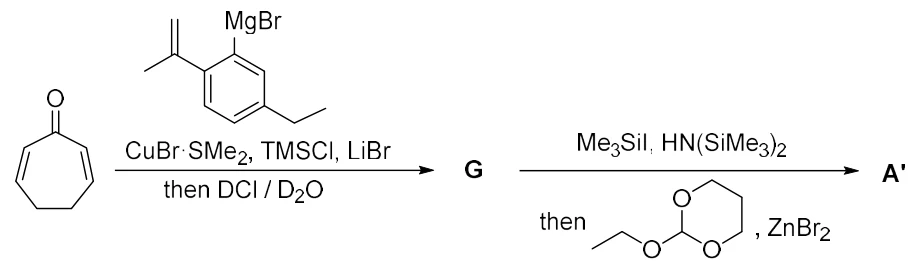 MgBr
O
CuBr·SMe2, TMSCl, LiBr
then DCl / D2O
G
Me3SiI, HN(SiMe3)2
then
O
O
O
, ZnBr2
A'